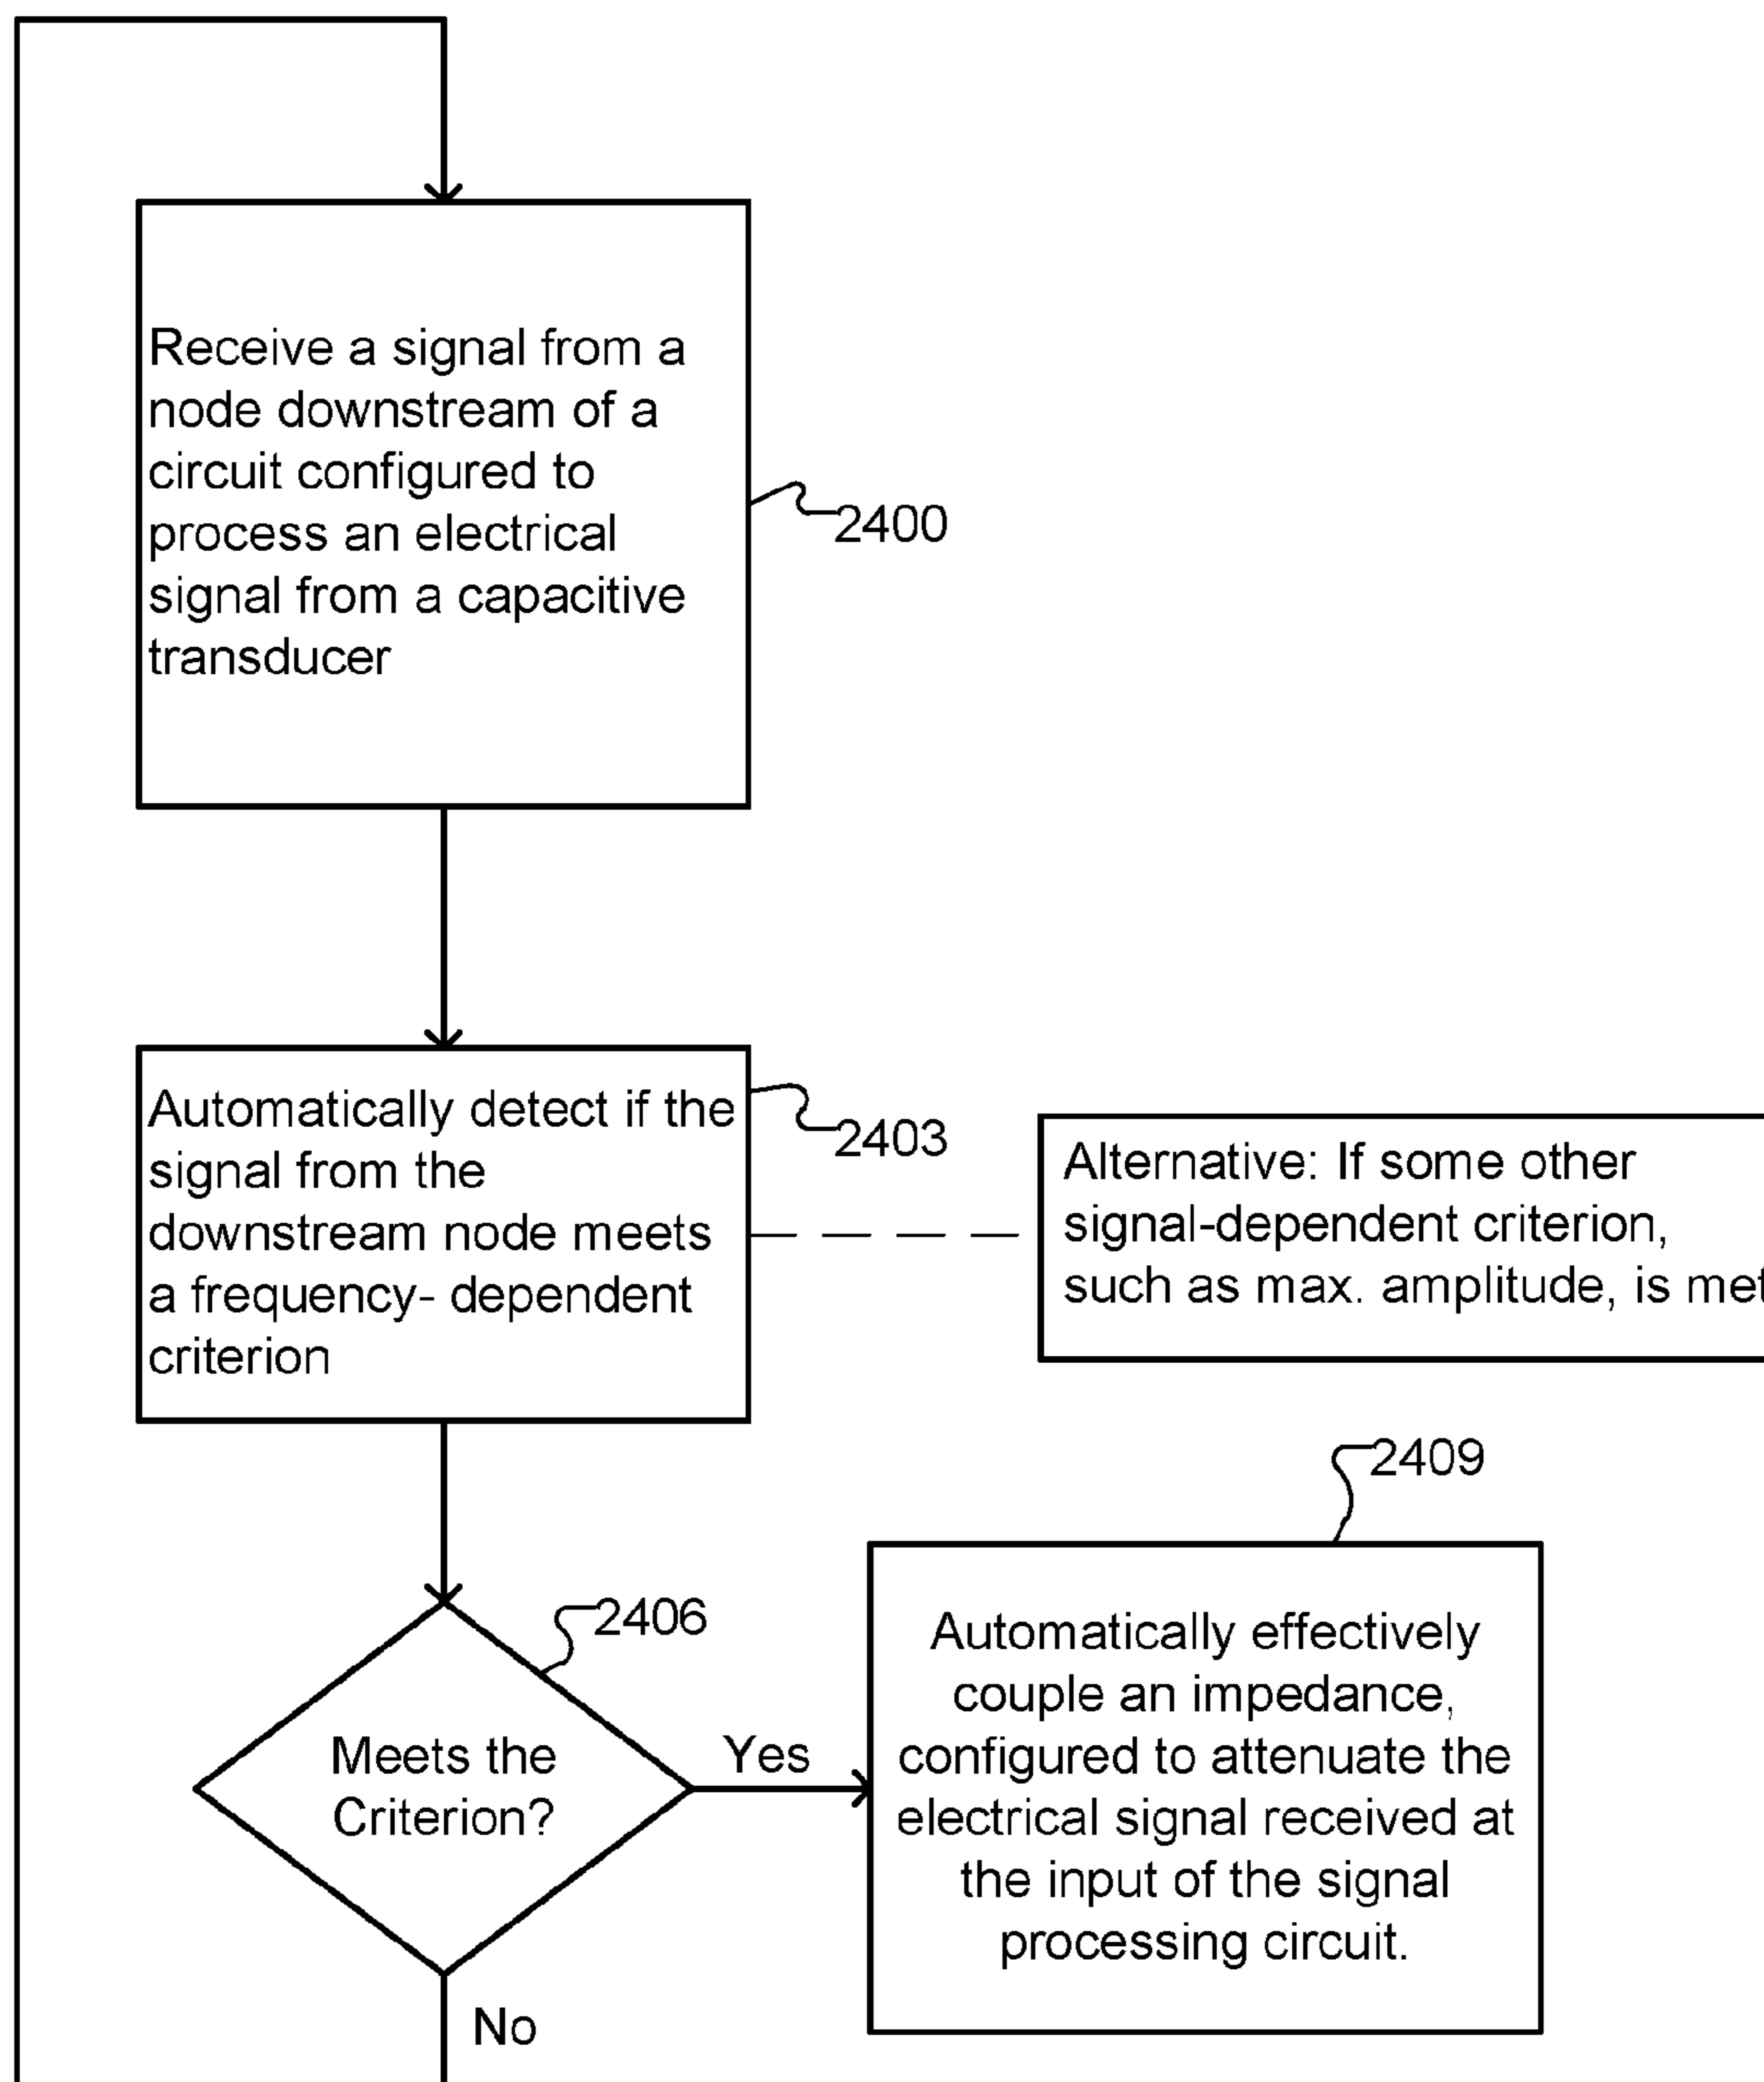 Receive a signal from a
node downstream of a
circuit configured to
process an electrical
signal from a capacitive
transducer
2400
Automatically detect if the
signal from the
downstream node meets
a frequency- dependent
criterion
2403
Alternative: If some other
signal-dependent criterion,
such as max. amplitude, is met
2406
Meets the
Criterion?
Yes
No
2409
Automatically effectively
couple an impedance,
configured to attenuate the
electrical signal received at
the input of the signal
processing circuit.